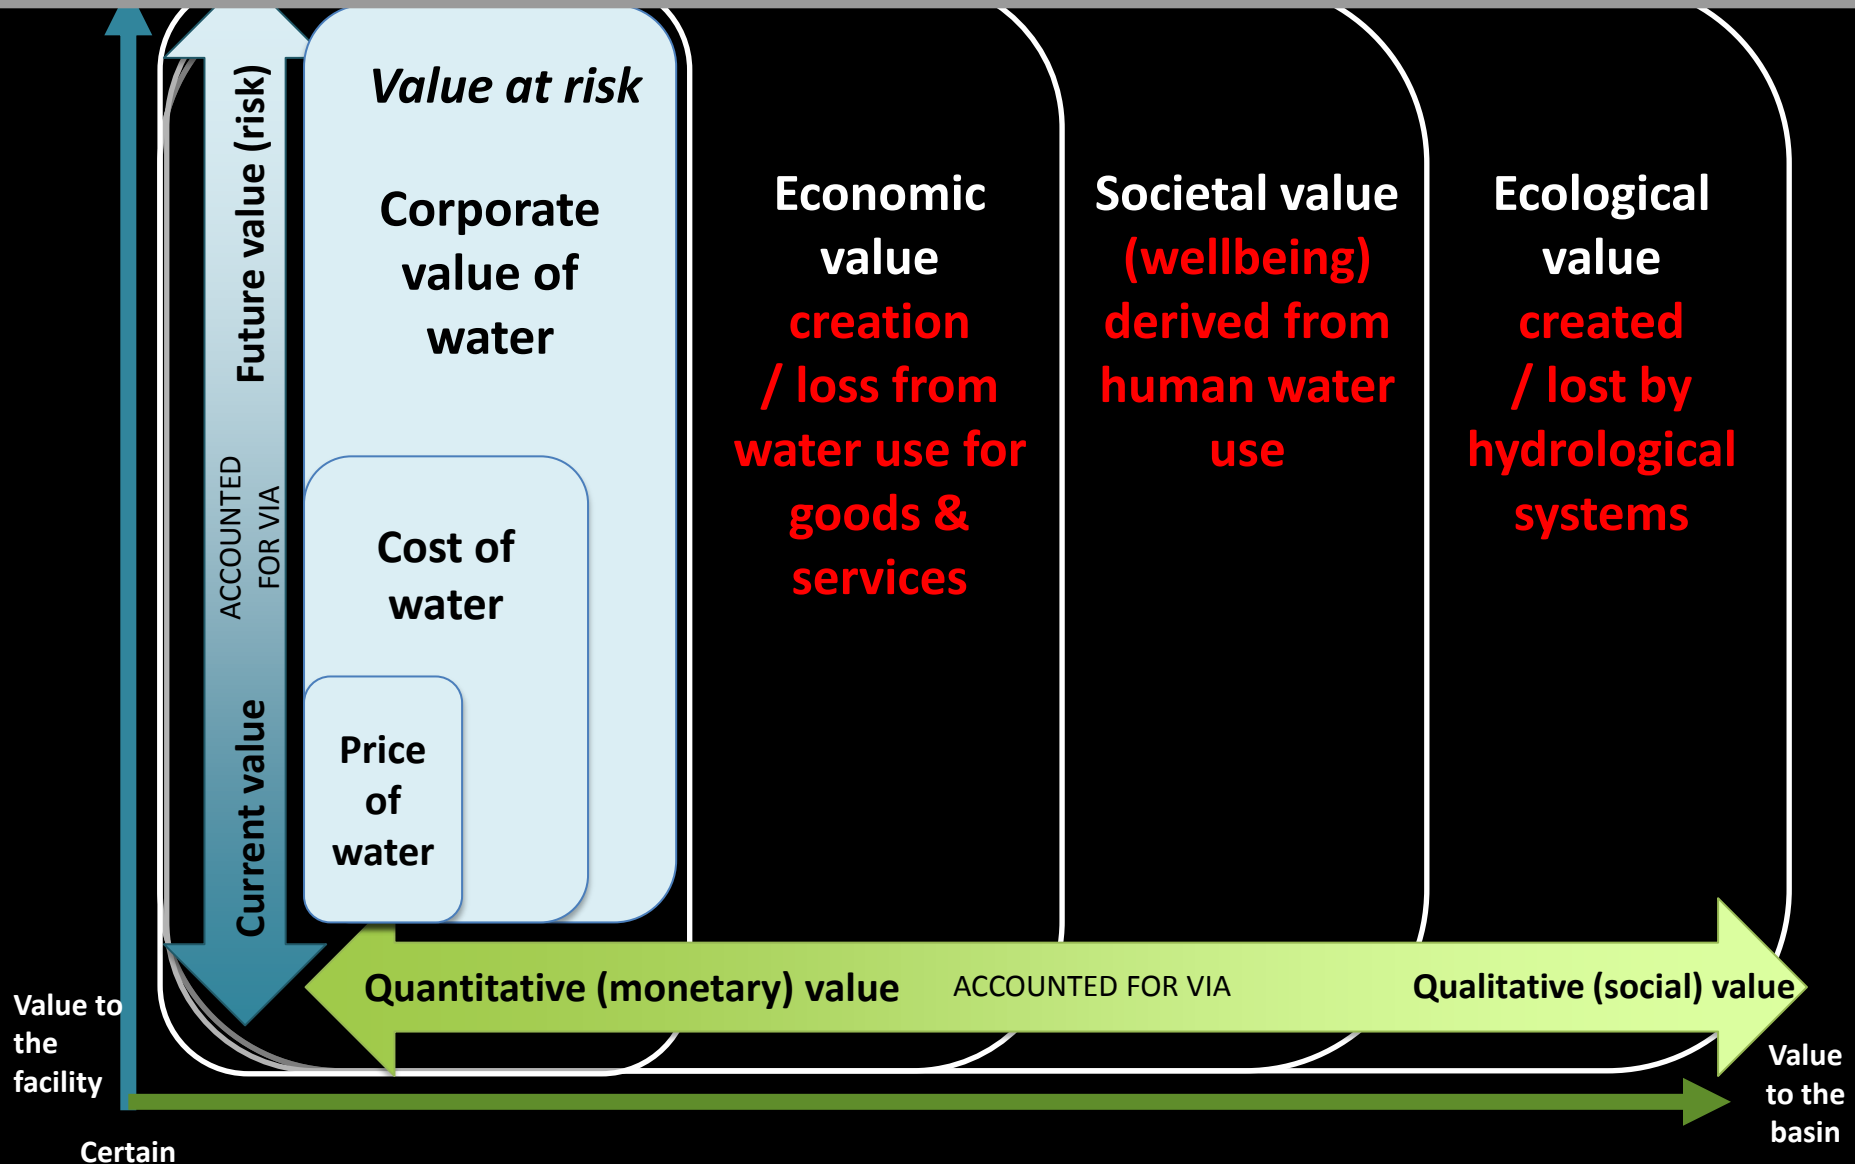 Value at risk
Corporate
value of
water
Cost of
water
Price
of
water
Future value (risk)
ACCOUNTED
FOR VIA
Current value
Economic
value
creation
/ loss from
water use for
goods &
services
Societal value
(wellbeing)
derived from
human water
use
Ecological
value
created
/ lost by
hydrological
systems
Quantitative (monetary) value
ACCOUNTED FOR VIA
Qualitative (social) value
Value to
the
facility
Value
to the
basin
Certain